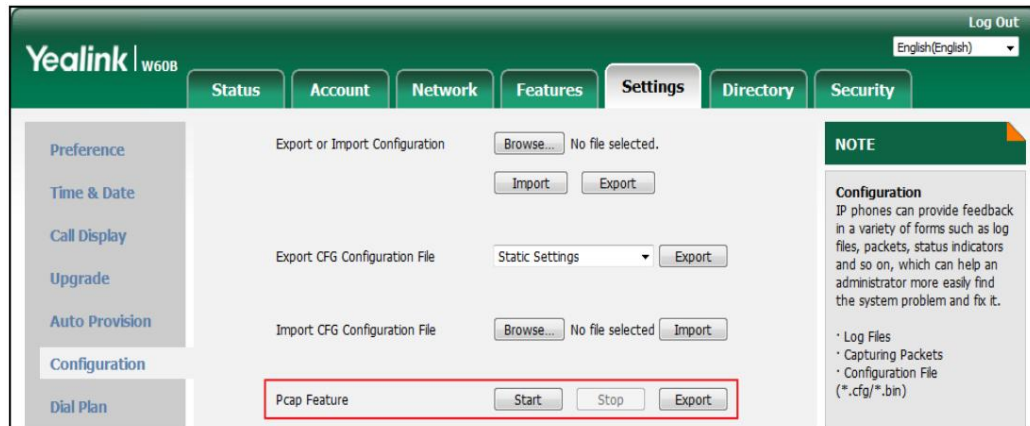 Log Out
Yealink | W60B
English(English)
Status Account Network Features Settings Directory Security
Preference
Time & Date
Call Display
Upgrade
Auto Provision
Configuration
Dial Plan
Export or Import Configuration Browse... No file selected.
Import Export
Export CFG Configuration File Static Settings Export
Import CFG Configuration File Browse... No file selected Import
Pcap Feature Start Stop Export
NOTE
Configuration
IP phones can provide feedback
in a variety of forms such as log
files, packets, status indicators
and so on, which can help an
administrator more easily find
the system problem and fix it.
· Log Files
· Capturing Packets
· Configuration File
(*.cfg/*.bin)